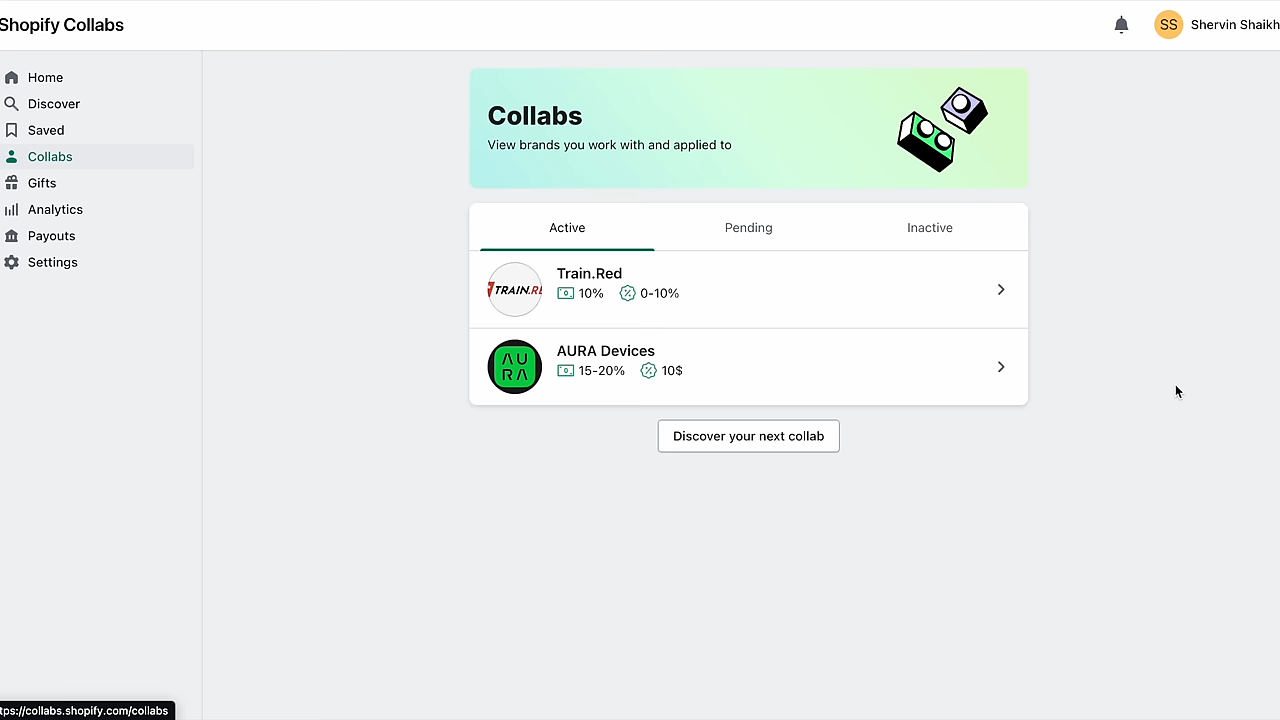 Shopify Collabs
SS
Shervin Shaikh
Home
Discover
Saved
Collabs
Gifts
Analytics
Payouts
Settings
Collabs
View brands you work with and applied to
Active
Pending
Inactive
TRAIN.RE
Train.Red
10%
0-10%
AU
RA
AURA Devices
15-20%
10$
Discover your next collab
tps://collabs.shopify.com/collabs